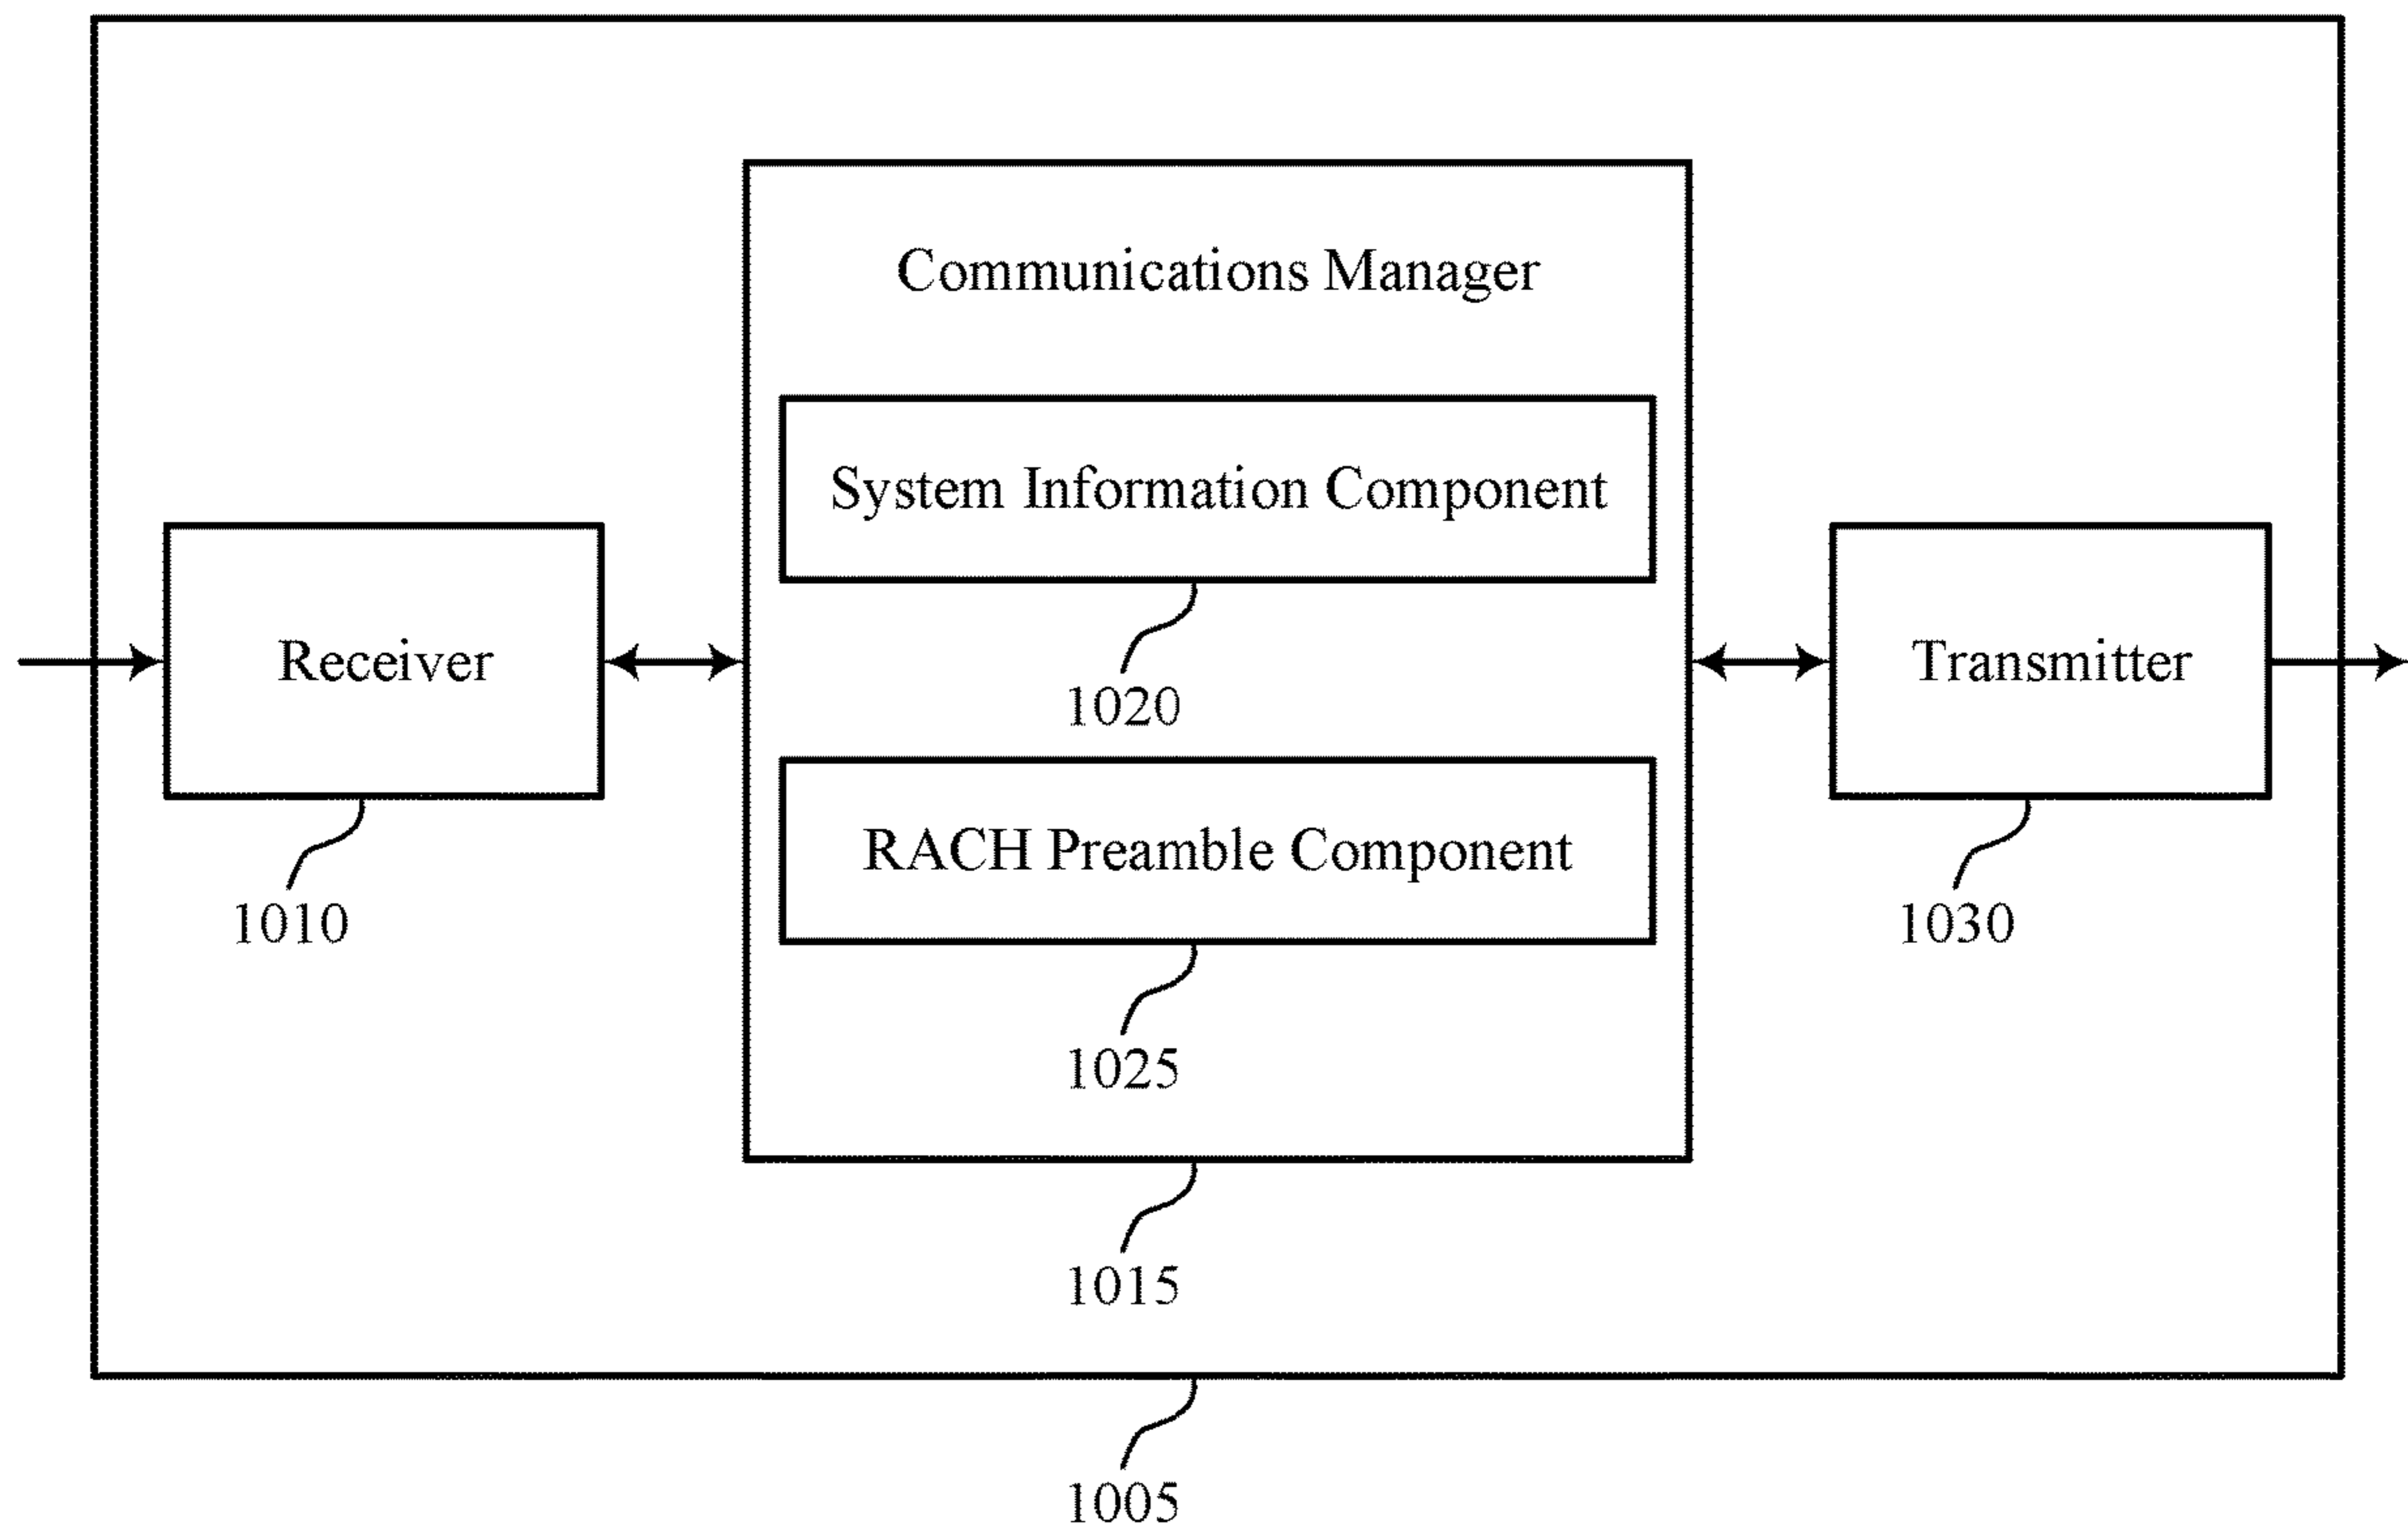 Communications Manager
System Information Component
1020
Receiver
1010
RACH Preamble Component
1025
Transmitter
1030
1015
1005